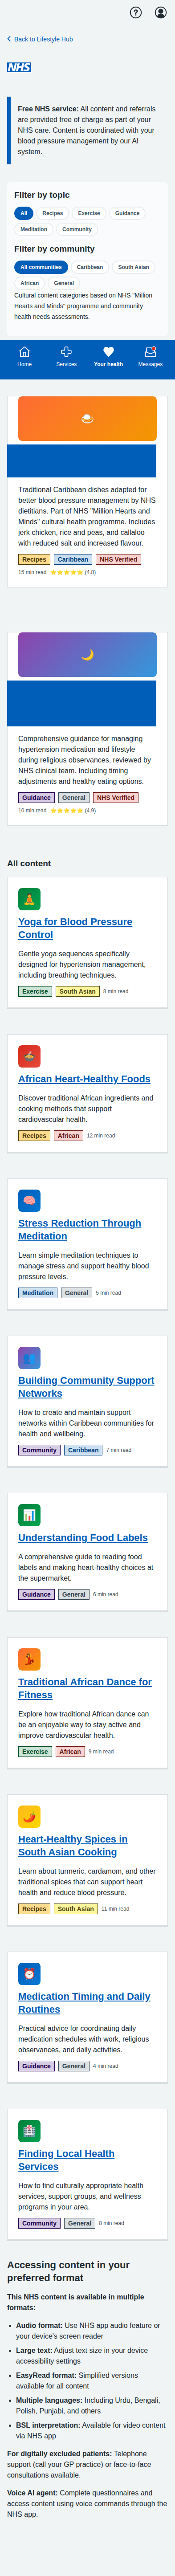 Back to Lifestyle Hub
NHS
Free NHS service: All content and referrals
are provided free of charge as part of your
NHS care. Content is coordinated with your
blood pressure management by our AI
system.
Filter by topic
All Recipes Exercise Guidance
Meditation Community
Filter by community
All communities Caribbean South Asian
African General
Cultural content categories based on NHS "Million
Hearts and Minds" programme and community
health needs assessments.
Home Services Your health Messages
Traditional Caribbean dishes adapted for
better blood pressure management by NHS
dietitians. Part of NHS "Million Hearts and
Minds" cultural health programme. Includes
jerk chicken, rice and peas, and callaloo
with reduced salt and increased flavour.
Recipes Caribbean NHS Verified
15 min read ⭐⭐⭐⭐⭐ (4.8)
Comprehensive guidance for managing
hypertension medication and lifestyle
during religious observances, reviewed by
NHS clinical team. Including timing
adjustments and healthy eating options.
Guidance General NHS Verified
10 min read ⭐⭐⭐⭐⭐ (4.9)
All content
Yoga for Blood Pressure
Control
Gentle yoga sequences specifically
designed for hypertension management,
including breathing techniques.
Exercise South Asian 8 min read
African Heart-Healthy Foods
Discover traditional African ingredients and
cooking methods that support
cardiovascular health.
Recipes African 12 min read
Stress Reduction Through
Meditation
Learn simple meditation techniques to
manage stress and support healthy blood
pressure levels.
Meditation General 5 min read
Building Community Support
Networks
How to create and maintain support
networks within Caribbean communities for
health and wellbeing.
Community Caribbean 7 min read
Understanding Food Labels
A comprehensive guide to reading food
labels and making heart-healthy choices at
the supermarket.
Guidance General 6 min read
Traditional African Dance for
Fitness
Explore how traditional African dance can
be an enjoyable way to stay active and
improve cardiovascular health.
Exercise African 9 min read
Heart-Healthy Spices in
South Asian Cooking
Learn about turmeric, cardamom, and other
traditional spices that can support heart
health and reduce blood pressure.
Recipes South Asian 11 min read
Medication Timing and Daily
Routines
Practical advice for coordinating daily
medication schedules with work, religious
observances, and daily activities.
Guidance General 4 min read
Finding Local Health
Services
How to find culturally appropriate health
services, support groups, and wellness
programs in your area.
Community General 8 min read
Accessing content in your
preferred format
This NHS content is available in multiple
formats:
• Audio format: Use NHS app audio feature or
your device's screen reader
• Large text: Adjust text size in your device
accessibility settings
• EasyRead format: Simplified versions
available for all content
• Multiple languages: Including Urdu, Bengali,
Polish, Punjabi, and others
• BSL interpretation: Available for video content
via NHS app
For digitally excluded patients: Telephone
support (call your GP practice) or face-to-face
consultations available.
Voice AI agent: Complete questionnaires and
access content using voice commands through the
NHS app.